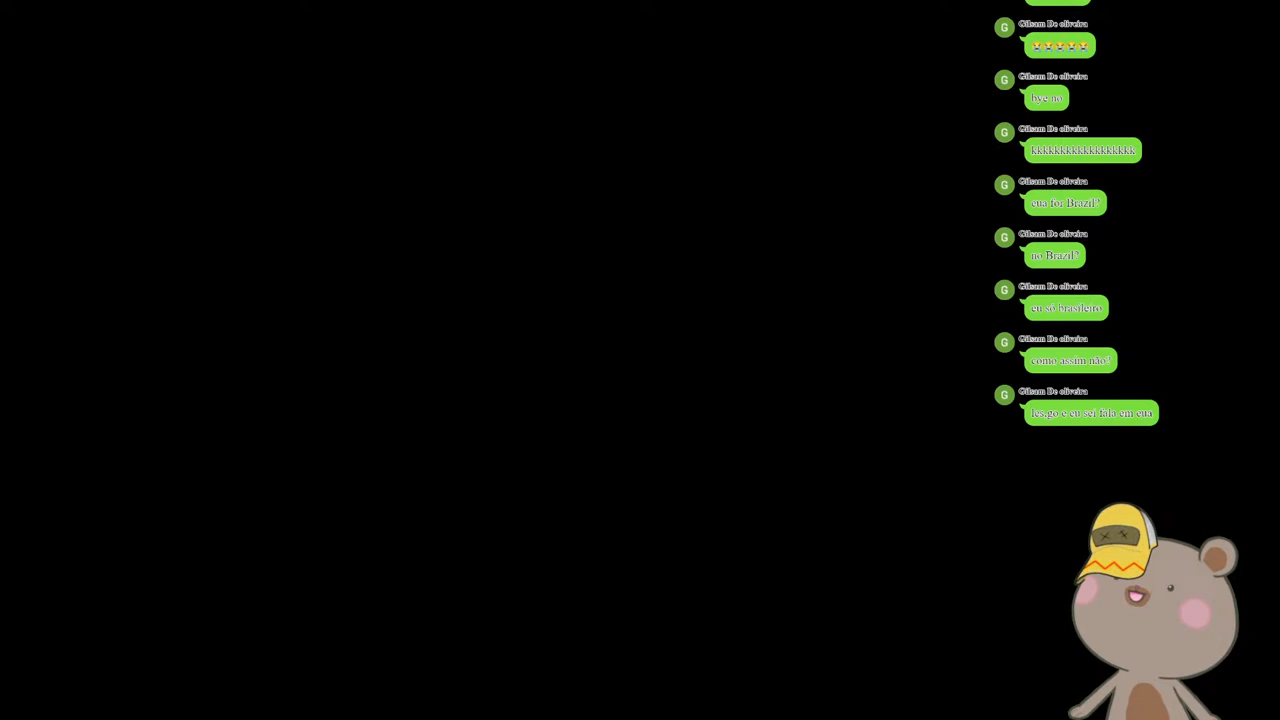 G Gilsam De oliveira
😭😭😭😭😭
G Gilsam De oliveira
bye no
G Gilsam De oliveira
kkkkkkkkkkkkkkkkkk
G Gilsam De oliveira
eua for Brazil?
G Gilsam De oliveira
no Brazil?
G Gilsam De oliveira
eu só brasileiro
G Gilsam De oliveira
como assim não?
G Gilsam De oliveira
les,go e eu sei fala em eua